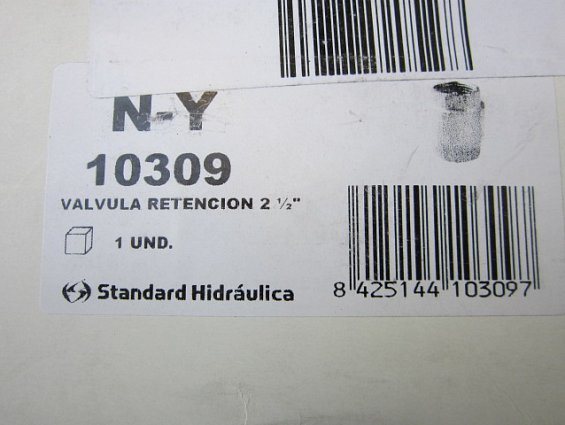 N-Y
10309
VALVULA RETENCION 2 ½"
1 UND.
Standard Hidráulica
8 425144 103097